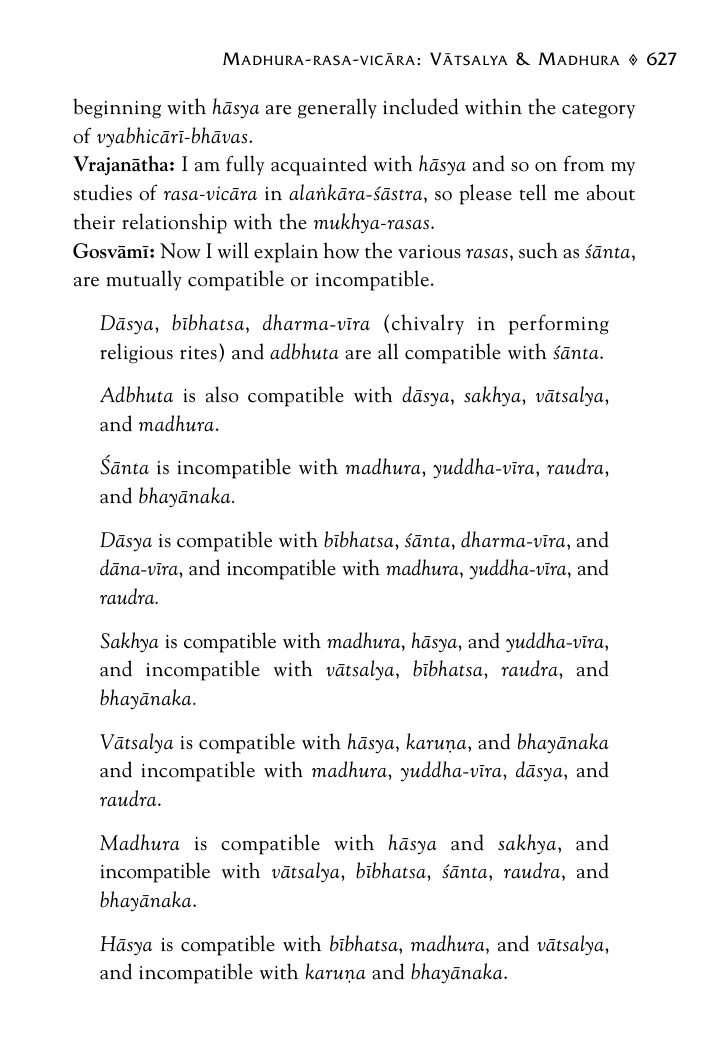 Madhura-rasa-vicāra: Vātsalya & Madhura ◈ 627
beginning with hāsya are generally included within the category
of vyabhicārī-bhāvas.
Vrajanātha: I am fully acquainted with hāsya and so on from my
studies of rasa-vicāra in alaṅkāra-śāstra, so please tell me about
their relationship with the mukhya-rasas.
Gosvāmī: Now I will explain how the various rasas, such as śānta,
are mutually compatible or incompatible.
Dāsya, bībhatsa, dharma-vīra (chivalry in performing
religious rites) and adbhuta are all compatible with śānta.
Adbhuta is also compatible with dāsya, sakhya, vātsalya,
and madhura.
Śānta is incompatible with madhura, yuddha-vīra, raudra,
and bhayānaka.
Dāsya is compatible with bībhatsa, śānta, dharma-vīra, and
dāna-vīra, and incompatible with madhura, yuddha-vīra, and
raudra.
Sakhya is compatible with madhura, hāsya, and yuddha-vīra,
and incompatible with vātsalya, bībhatsa, raudra, and
bhayānaka.
Vātsalya is compatible with hāsya, karuṇa, and bhayānaka
and incompatible with madhura, yuddha-vīra, dāsya, and
raudra.
Madhura is compatible with hāsya and sakhya, and
incompatible with vātsalya, bībhatsa, śānta, raudra, and
bhayānaka.
Hāsya is compatible with bībhatsa, madhura, and vātsalya,
and incompatible with karuṇa and bhayānaka.